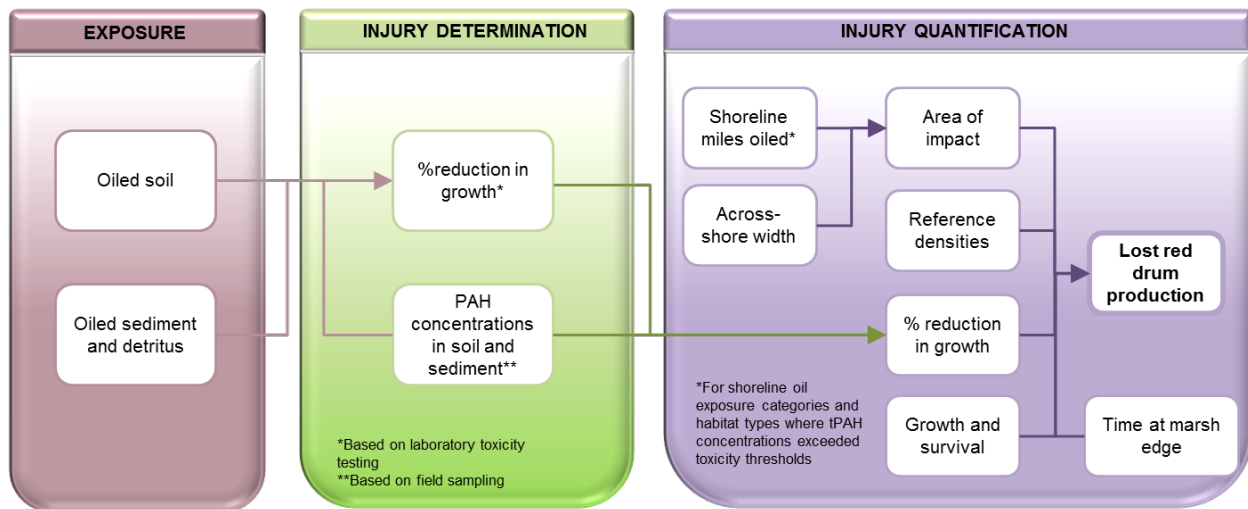 EXPOSURE
Oiled soil
Oiled sediment
and detritus
INJURY DETERMINATION
%reduction in
growth*
PAH
concentrations
in soil and
sediment**
*Based on laboratory toxicity
testing
**Based on field sampling
INJURY QUANTIFICATION
Shoreline
miles oiled*
Across-
shore width
Area of
impact
Reference
densities
% reduction
in growth
Growth and
survival
Lost red
drum
production
Time at marsh
edge
*For shoreline oil
exposure categories and
habitat types where tPAH
concentrations exceeded
toxicity thresholds